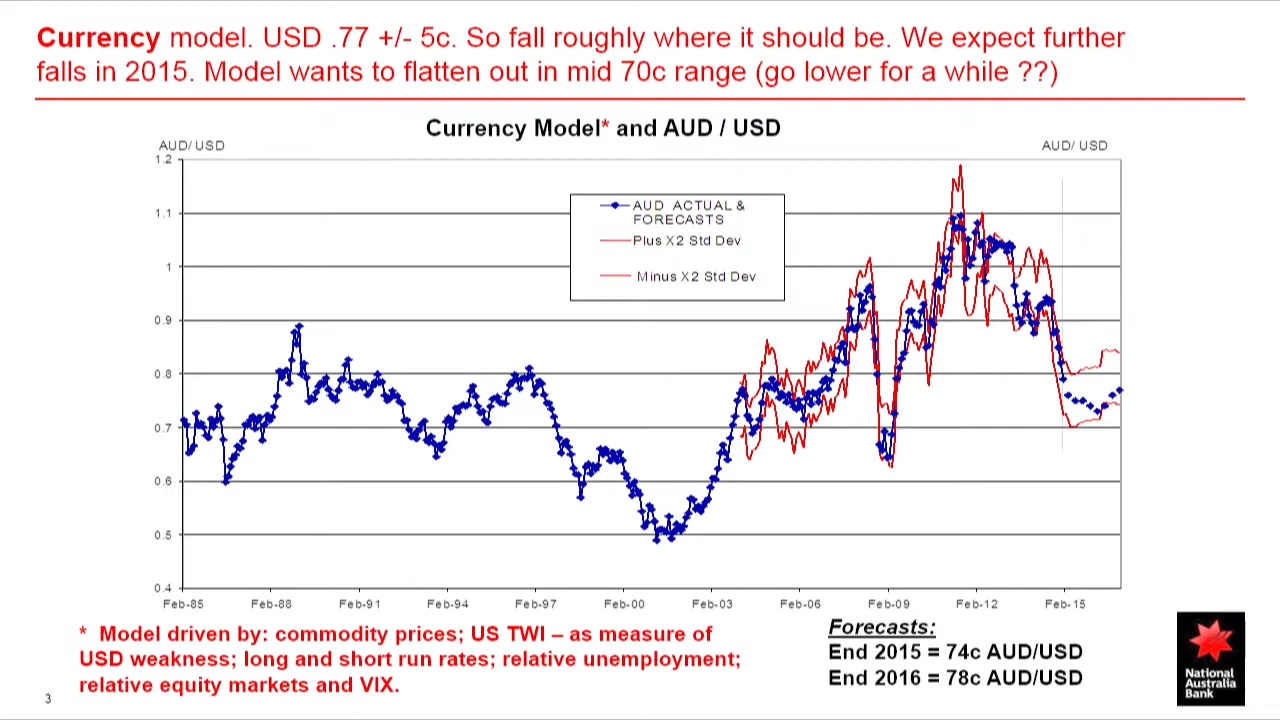 Currency model. USD .77 +/- 5c. So fall roughly where it should be. We expect further
falls in 2015. Model wants to flatten out in mid 70c range (go lower for a while ??)
Currency Model* and AUD / USD
AUD/ USD
AUD/ USD
1.2
1.1
1
0.9
0.8
0.7
0.6
0.5
0.4
AUD ACTUAL &
FORECASTS
Plus X2 Std Dev
Minus X2 Std Dev
Feb-85 Feb-88 Feb-91 Feb-94 Feb-97 Feb-00 Feb-03 Feb-06 Feb-09 Feb-12 Feb-15
* Model driven by: commodity prices; US TWI – as measure of
USD weakness; long and short run rates; relative unemployment;
relative equity markets and VIX.
Forecasts:
End 2015 = 74c AUD/USD
End 2016 = 78c AUD/USD
National
Australia
Bank
3